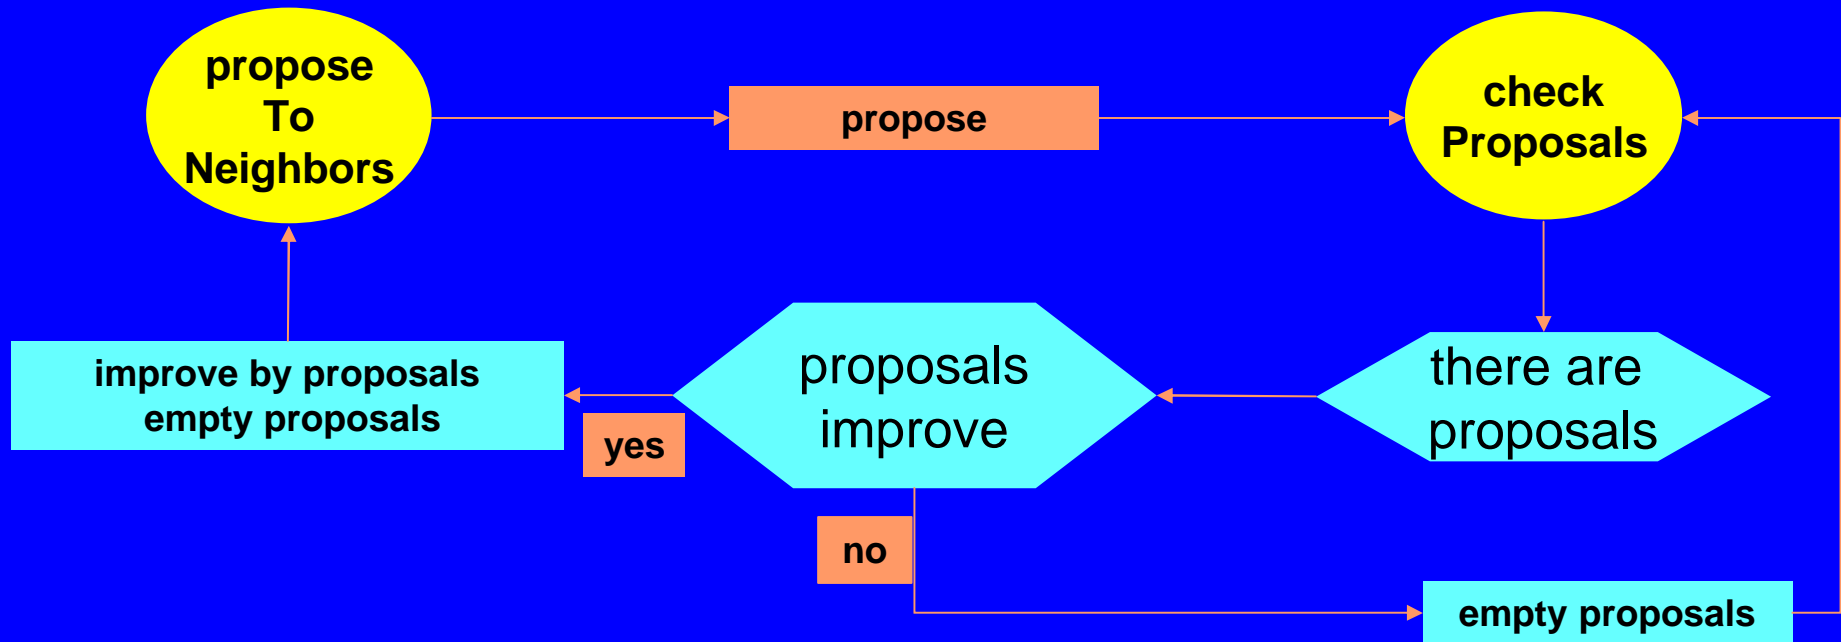 propose
To
Neighbors
propose
check
Proposals
improve by proposals
empty proposals
yes
proposals
improve
there are
proposals
no
empty proposals